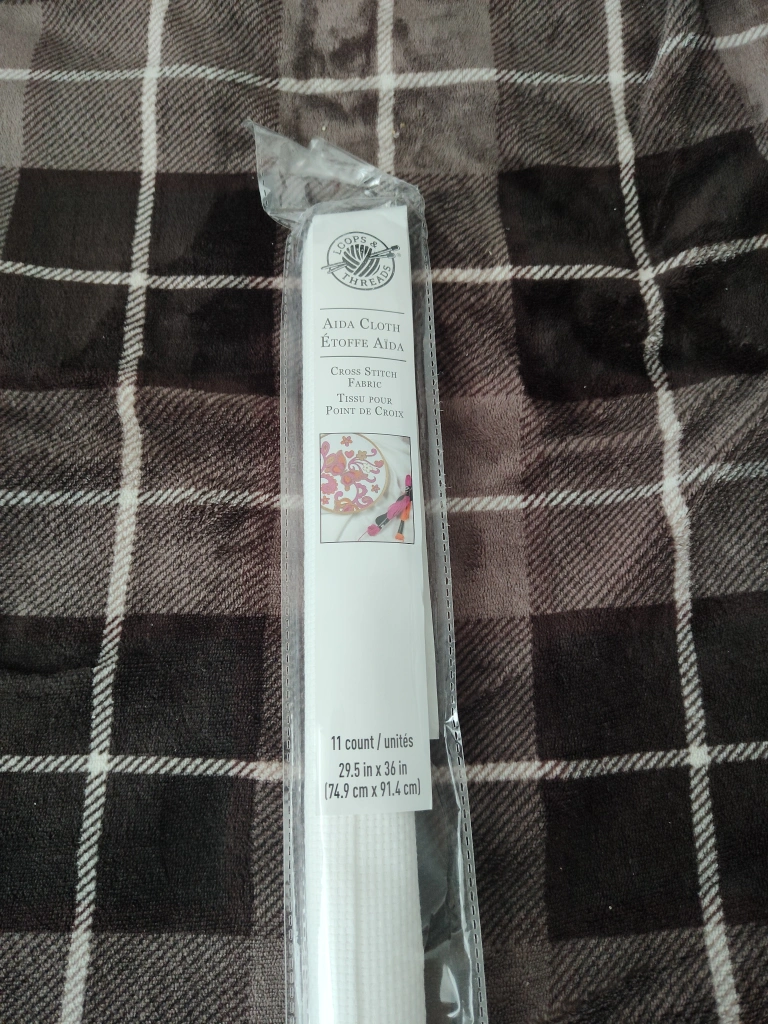 LOOPS &
THREADS
AIDA CLOTH
ÉTOFFE AÏDA
CROSS STITCH
FABRIC
TISSU POUR
POINT DE CROIX
11 count / unités
29.5 in x 36 in
(74.9 cm x 91.4 cm)